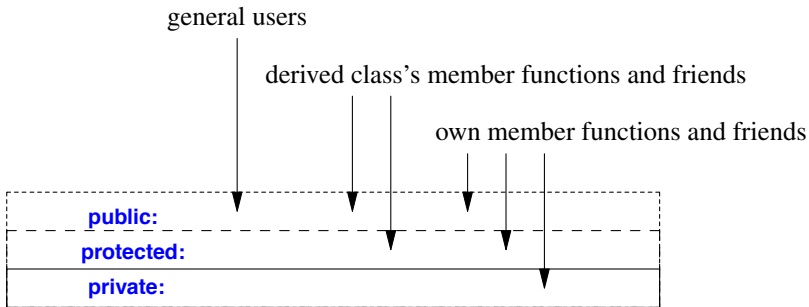 general users
derived class's member functions and friends
own member functions and friends
public:
protected:
private: